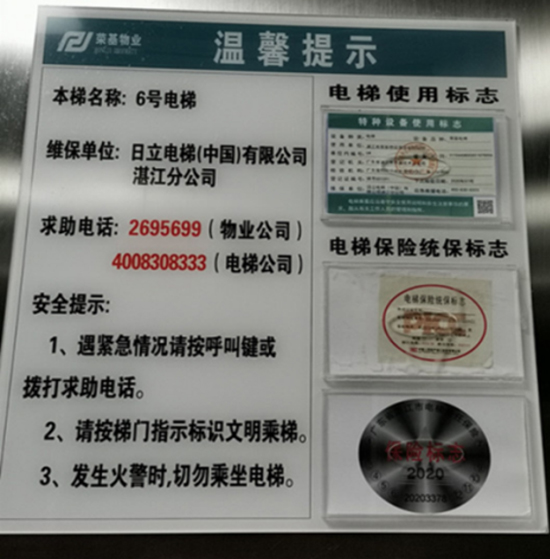 荣基物业
温馨提示
本梯名称: 6号电梯
维保单位: 日立电梯(中国)有限公司
湛江分公司
求助电话: 2695699 (物业公司)
4008308333 (电梯公司)
安全提示:
1、遇紧急情况请按呼叫键或
拨打求助电话。
2、请按梯门指示标识文明乘梯。
3、发生火警时,切勿乘坐电梯。
电梯使用标志
特种设备使用标志
电梯保险统保标志
电梯保险统保标志
保险标志
2020